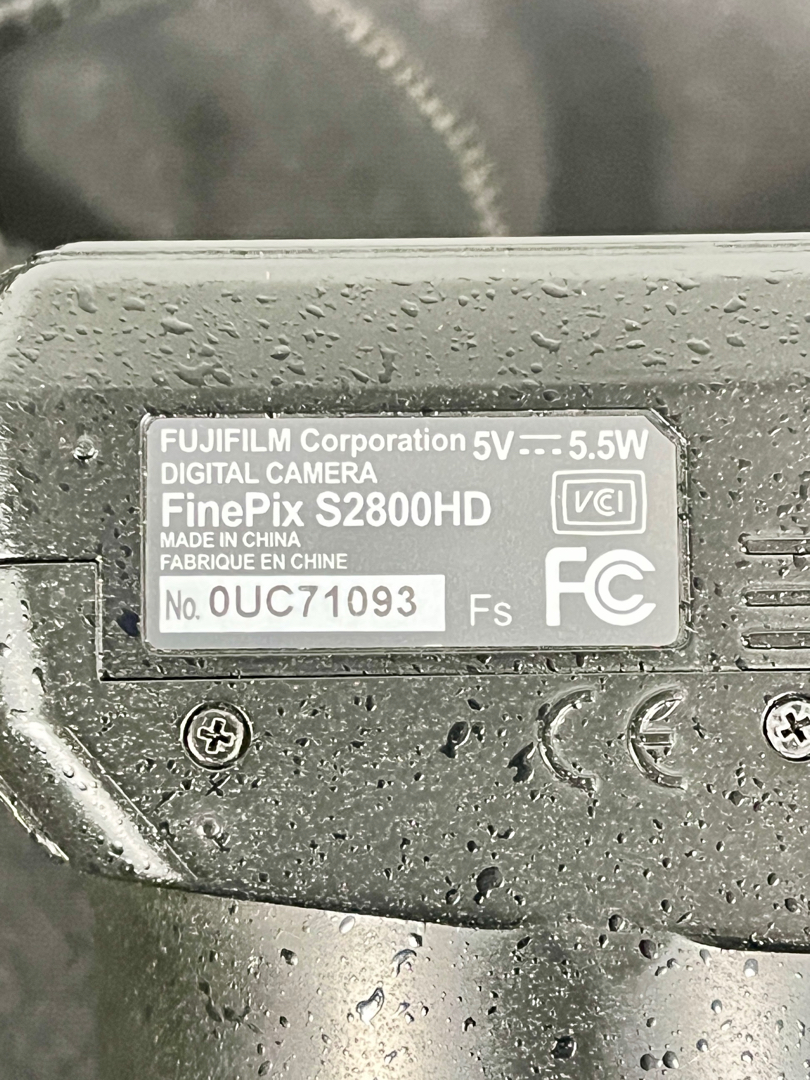 FUJIFILM Corporation 5V⎓5.5W
DIGITAL CAMERA
FinePix S2800HD
VCCI
MADE IN CHINA
FABRIQUE EN CHINE
No. 0UC71093
Fs
FC
CE